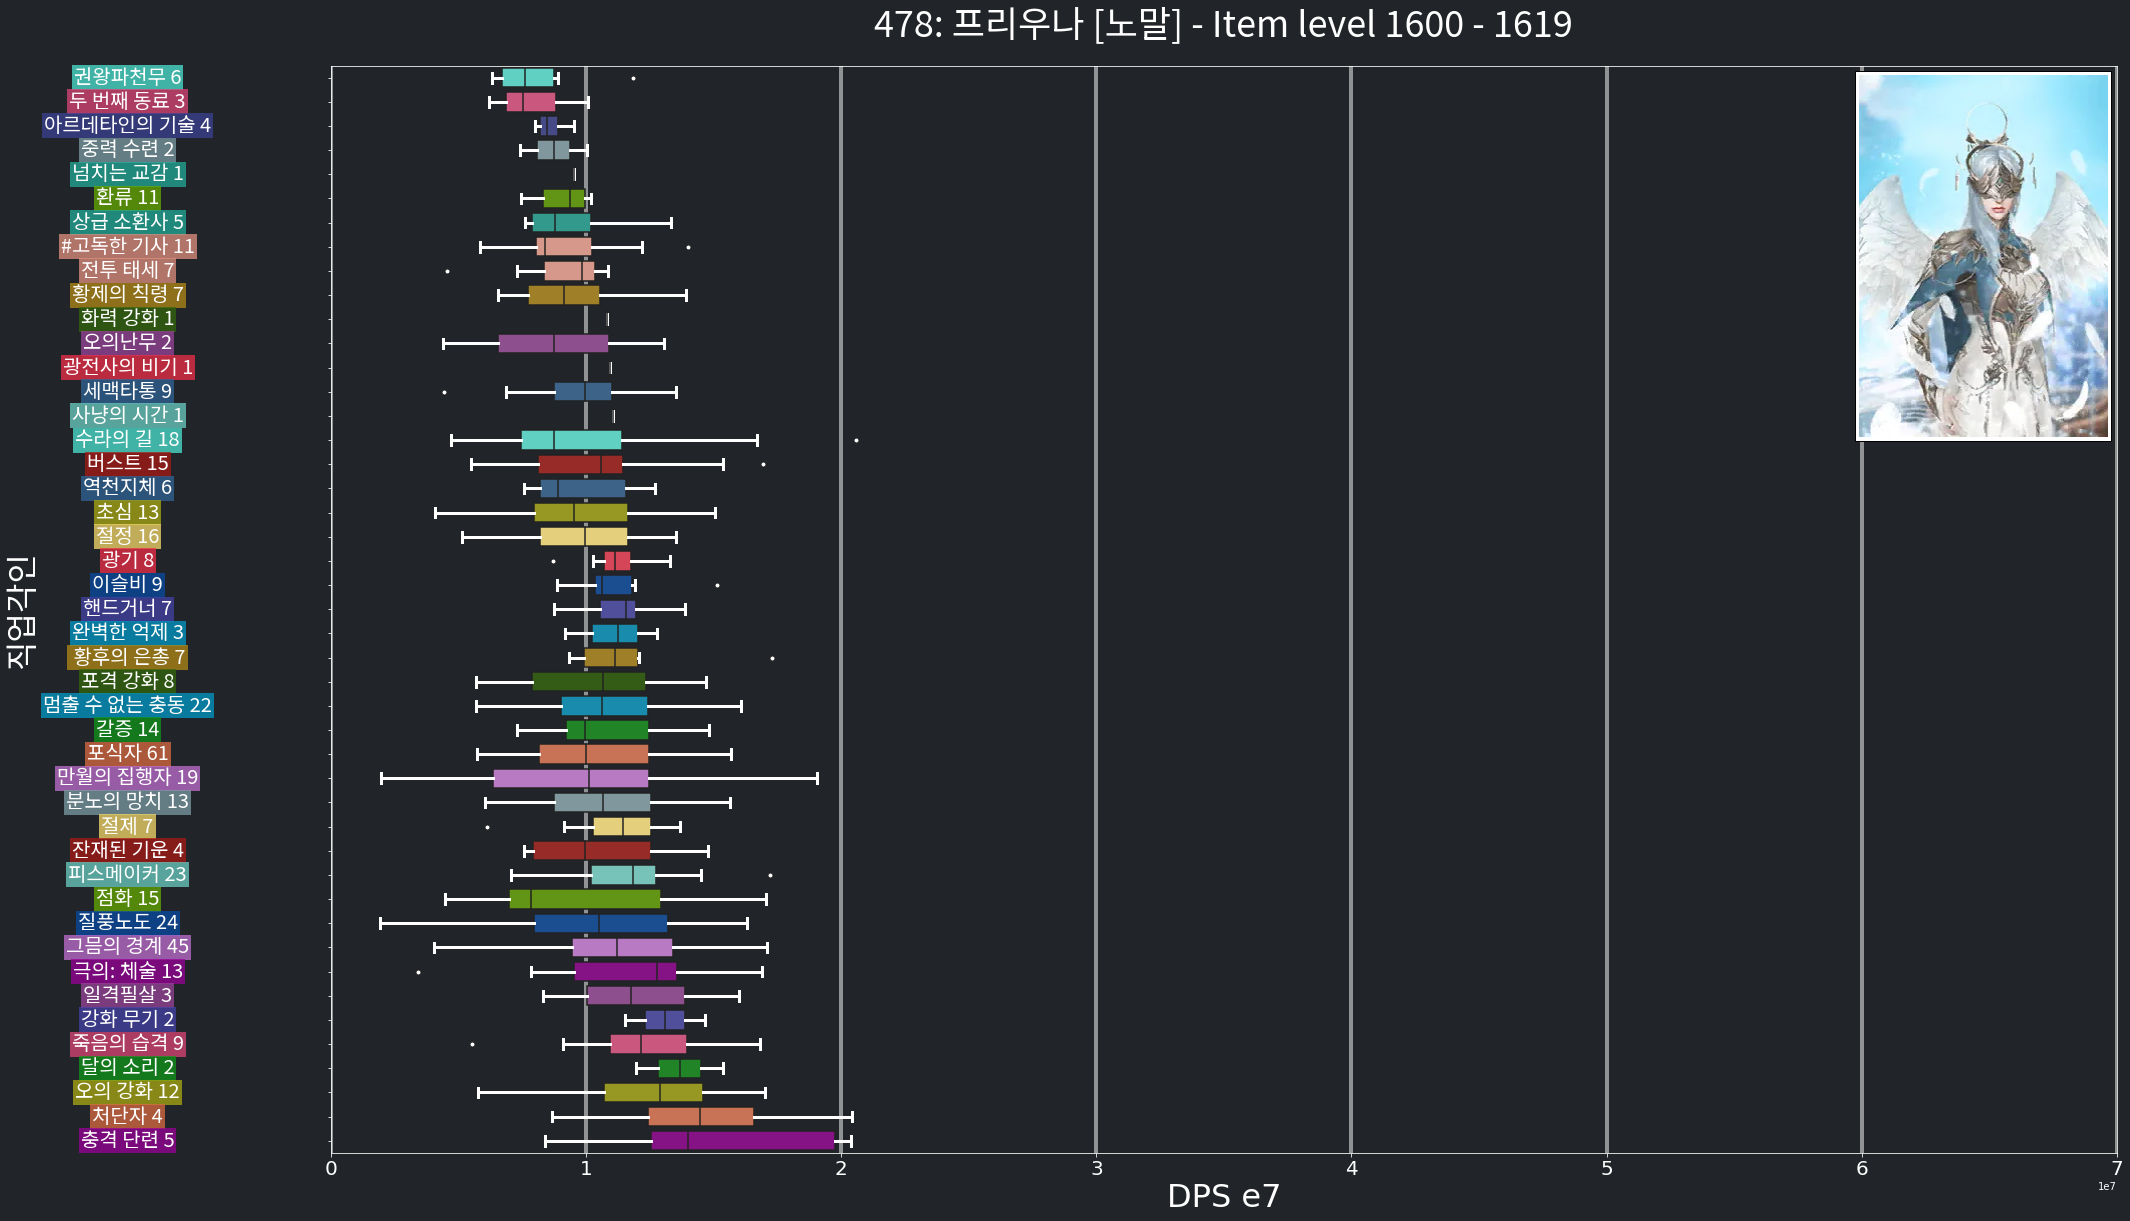 478: 프리우나 [노말] - Item level 1600 - 1619
권왕파천무 6
두 번째 동료 3
아르데타인의 기술 4
중력 수련 2
넘치는 교감 1
환류 11
상급 소환사 5
#고독한 기사 11
전투 태세 7
황제의 칙령 7
화력 강화 1
오의난무 2
광전사의 비기 1
세맥타통 9
사냥의 시간 1
수라의 길 18
버스트 15
역천지체 6
초심 13
절정 16
광기 8
이슬비 9
핸드거너 7
완벽한 억제 3
황후의 은총 7
포격 강화 8
멈출 수 없는 충동 22
갈증 14
포식자 61
만월의 집행자 19
분노의 망치 13
절제 7
잔재된 기운 4
피스메이커 23
점화 15
질풍노도 24
그믐의 경계 45
극의: 체술 13
일격필살 3
강화 무기 2
죽음의 습격 9
달의 소리 2
오의 강화 12
처단자 4
충격 단련 5
직업각인
0 1 2 3 4 5 6 7
1e7
DPS e7